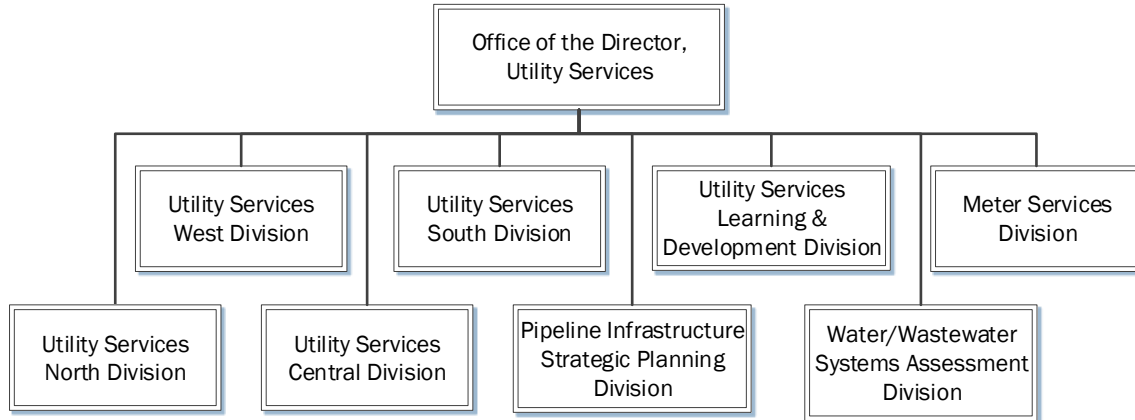 Office of the Director,
Utility Services
Utility Services
West Division
Utility Services
South Division
Utility Services
Learning &
Development Division
Meter Services
Division
Utility Services
North Division
Utility Services
Central Division
Pipeline Infrastructure
Strategic Planning
Division
Water/Wastewater
Systems Assessment
Division